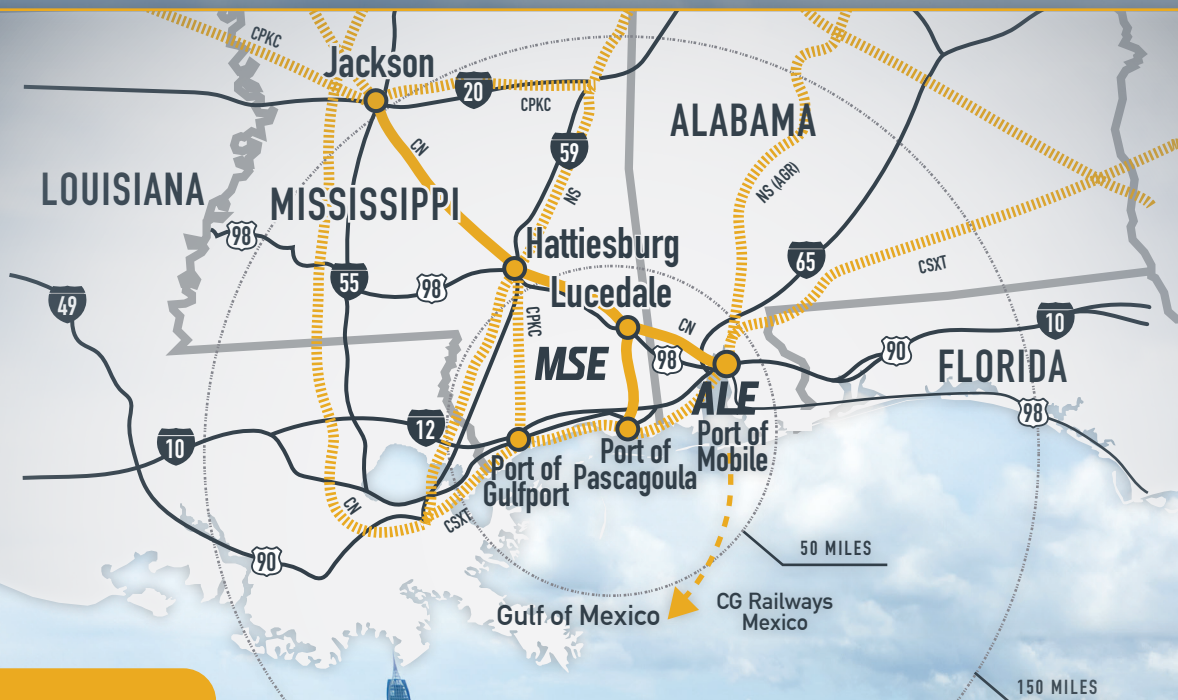 CPKC
Jackson
20
CPKC
ALABAMA
CN
59
LOUISIANA
MISSISSIPPI
NS
NS (AGR)
98
Hattiesburg
65
CSXT
55
98
Lucedale
49
CPKC
CN
10
MSE
98
90
FLORIDA
ALE
98
12
10
Port of
Mobile
Port of
Pascagoula
Port of
Gulfport
CN
CSXT
50 MILES
90
Gulf of Mexico
CG Railways
Mexico
150 MILES